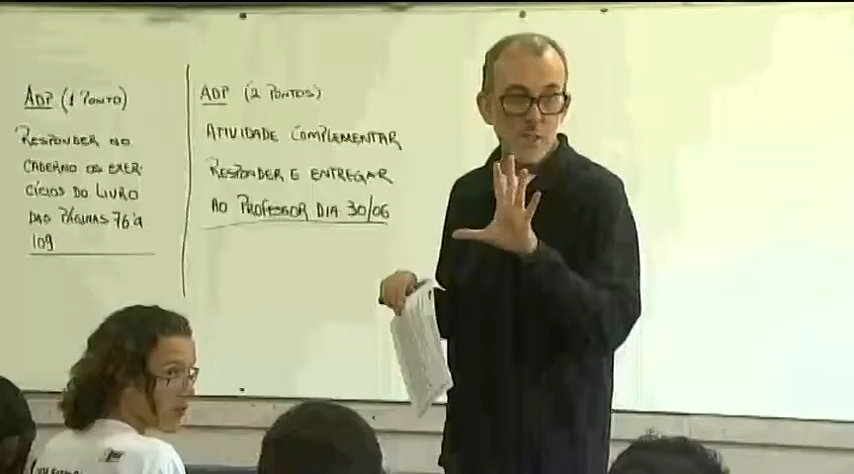 ADP (1 PONTO)
RESPONDER NO
CADERNO OS EXER-
CÍCIOS DO LIVRO
DAS PÁGINAS 76 A
109
ADP (2 PONTOS)
ATIVIDADE COMPLEMENTAR
RESPONDER E ENTREGAR
AO PROFESSOR DIA 30/06